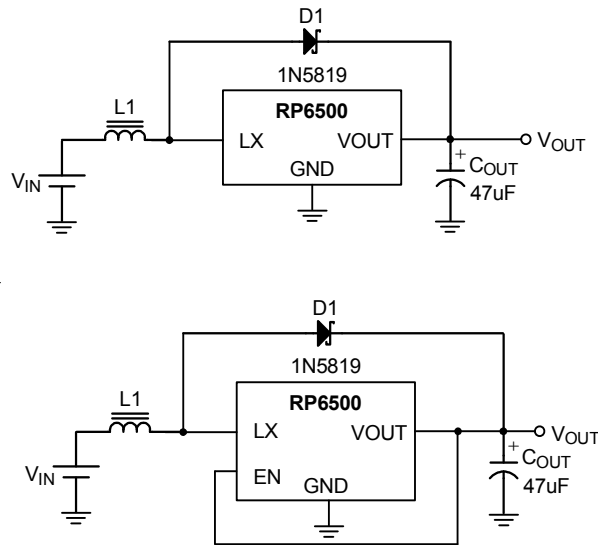 D1
1N5819
L1
RP6500
LX
VOUT
GND
VIN
VOUT
+
COUT
47uF
D1
1N5819
L1
RP6500
LX
VOUT
EN
GND
VIN
VOUT
+
COUT
47uF